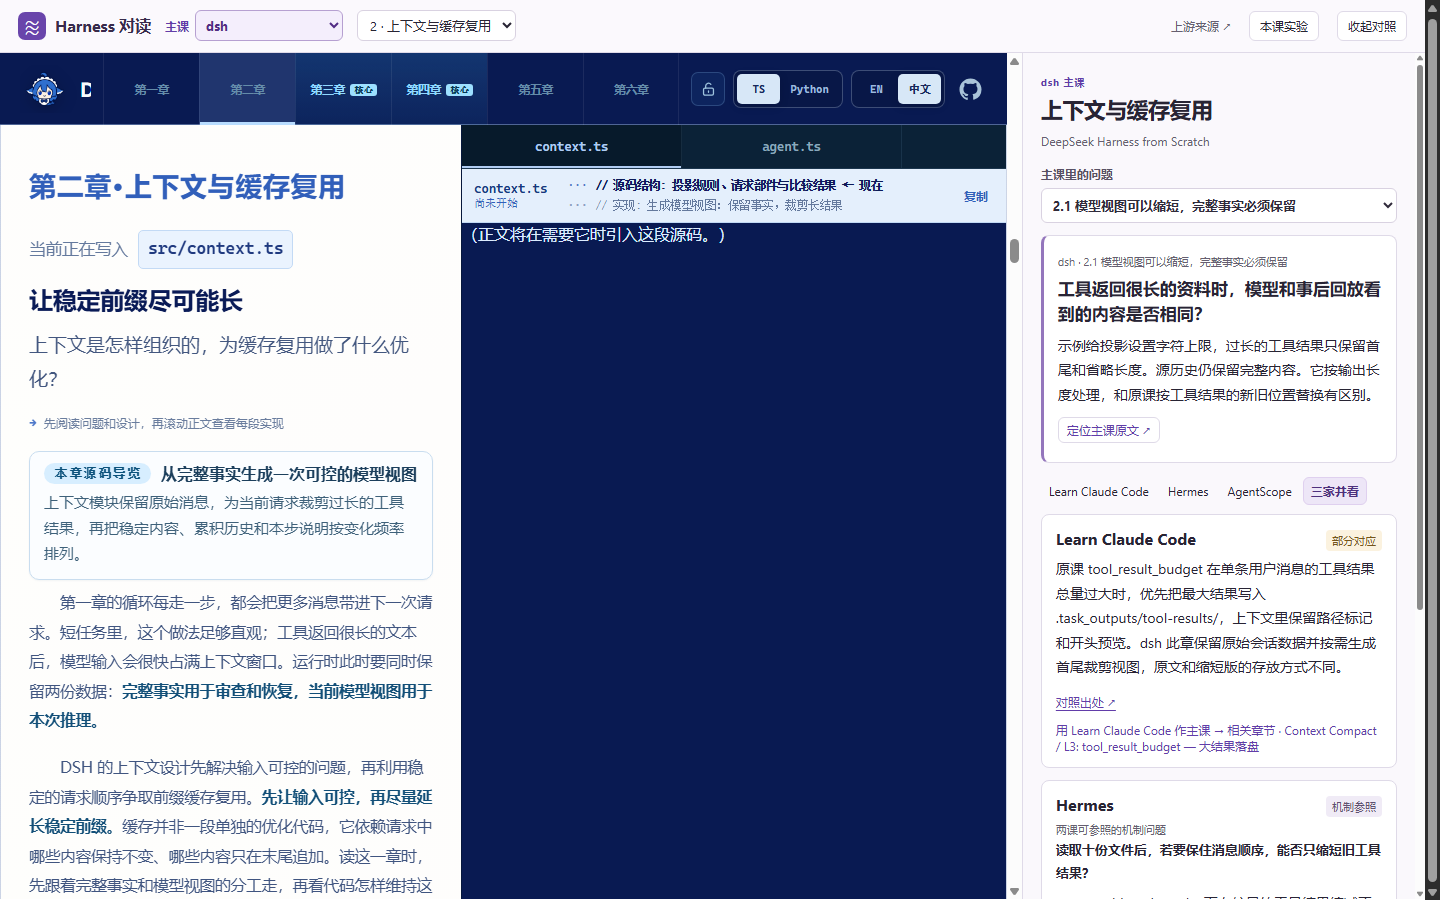 Harness 对读
主课
dsh
2 · 上下文与缓存复用
上游来源 ↗
本课实验
收起对照
D
第一章
第二章
第三章 核心
第四章 核心
第五章
第六章
TS
Python
EN
中文
第二章·上下文与缓存复用
当前正在写入 src/context.ts
让稳定前缀尽可能长
上下文是怎样组织的，为缓存复用做了什么优
化？
→ 先阅读问题和设计，再滚动正文查看每段实现
本章源码导览 从完整事实生成一次可控的模型视图
上下文模块保留原始消息，为当前请求裁剪过长的工具
结果，再把稳定内容、累积历史和本步说明按变化频率
排列。
第一章的循环每走一步，都会把更多消息带进下一次请
求。短任务里，这个做法足够直观；工具返回很长的文本
后，模型输入会很快占满上下文窗口。运行时此时要同时保
留两份数据：完整事实用于审查和恢复，当前模型视图用于
本次推理。
DSH 的上下文设计先解决输入可控的问题，再利用稳
定的请求顺序争取前缀缓存复用。先让输入可控，再尽量延
长稳定前缀。缓存并非一段单独的优化代码，它依赖请求中
哪些内容保持不变、哪些内容只在末尾追加。读这一章时，
先跟着完整事实和模型视图的分工走，再看代码怎样维持这
context.ts
agent.ts
context.ts
尚未开始
··· // 源码结构：投影规则、请求部件与比较结果 ← 现在
··· // 实现：生成模型视图：保留事实，裁剪长结果
复制
（正文将在需要它时引入这段源码。）
dsh 主课
上下文与缓存复用
DeepSeek Harness from Scratch
主课里的问题
2.1 模型视图可以缩短，完整事实必须保留
dsh · 2.1 模型视图可以缩短，完整事实必须保留
工具返回很长的资料时，模型和事后回放看
到的内容是否相同？
示例给投影设置字符上限，过长的工具结果只保留首
尾和省略长度。源历史仍保留完整内容。它按输出长
度处理，和原课按工具结果的新旧位置替换有区别。
定位主课原文 ↗
Learn Claude Code
Hermes
AgentScope
三家并看
Learn Claude Code
部分对应
原课 tool_result_budget 在单条用户消息的工具结果
总量过大时，优先把最大结果写入
.task_outputs/tool-results/，上下文里保留路径标记
和开头预览。dsh 此章保留原始会话数据并按需生成
首尾裁剪视图，原文和缩短版的存放方式不同。
对照出处 ↗
用 Learn Claude Code 作主课 → 相关章节 · Context Compact
/ L3: tool_result_budget — 大结果落盘
Hermes
机制参照
两课可参照的机制问题
读取十份文件后，若要保住消息顺序，能否只缩短旧工具
结果？